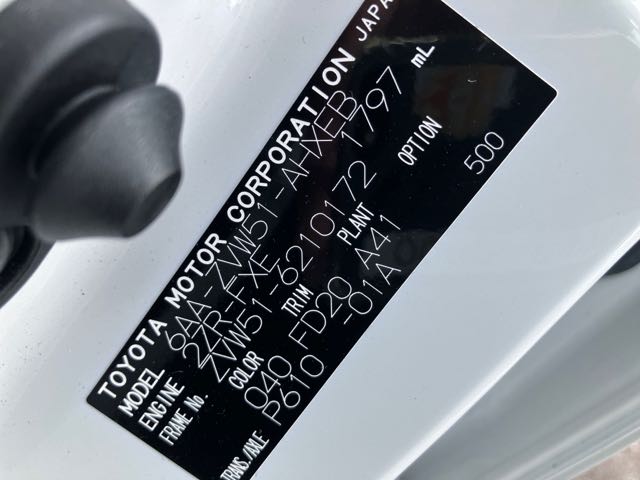 TOYOTA MOTOR CORPORATION JAPA
MODEL 6AA-ZVW51-AHXEB
ENGINE 2ZR-FXE 1797 mL
FRAME No. ZVW51-6210172
COLOR TRIM PLANT OPTION
040 FD20 A41 500
TRANS./AXLE P610 -01A